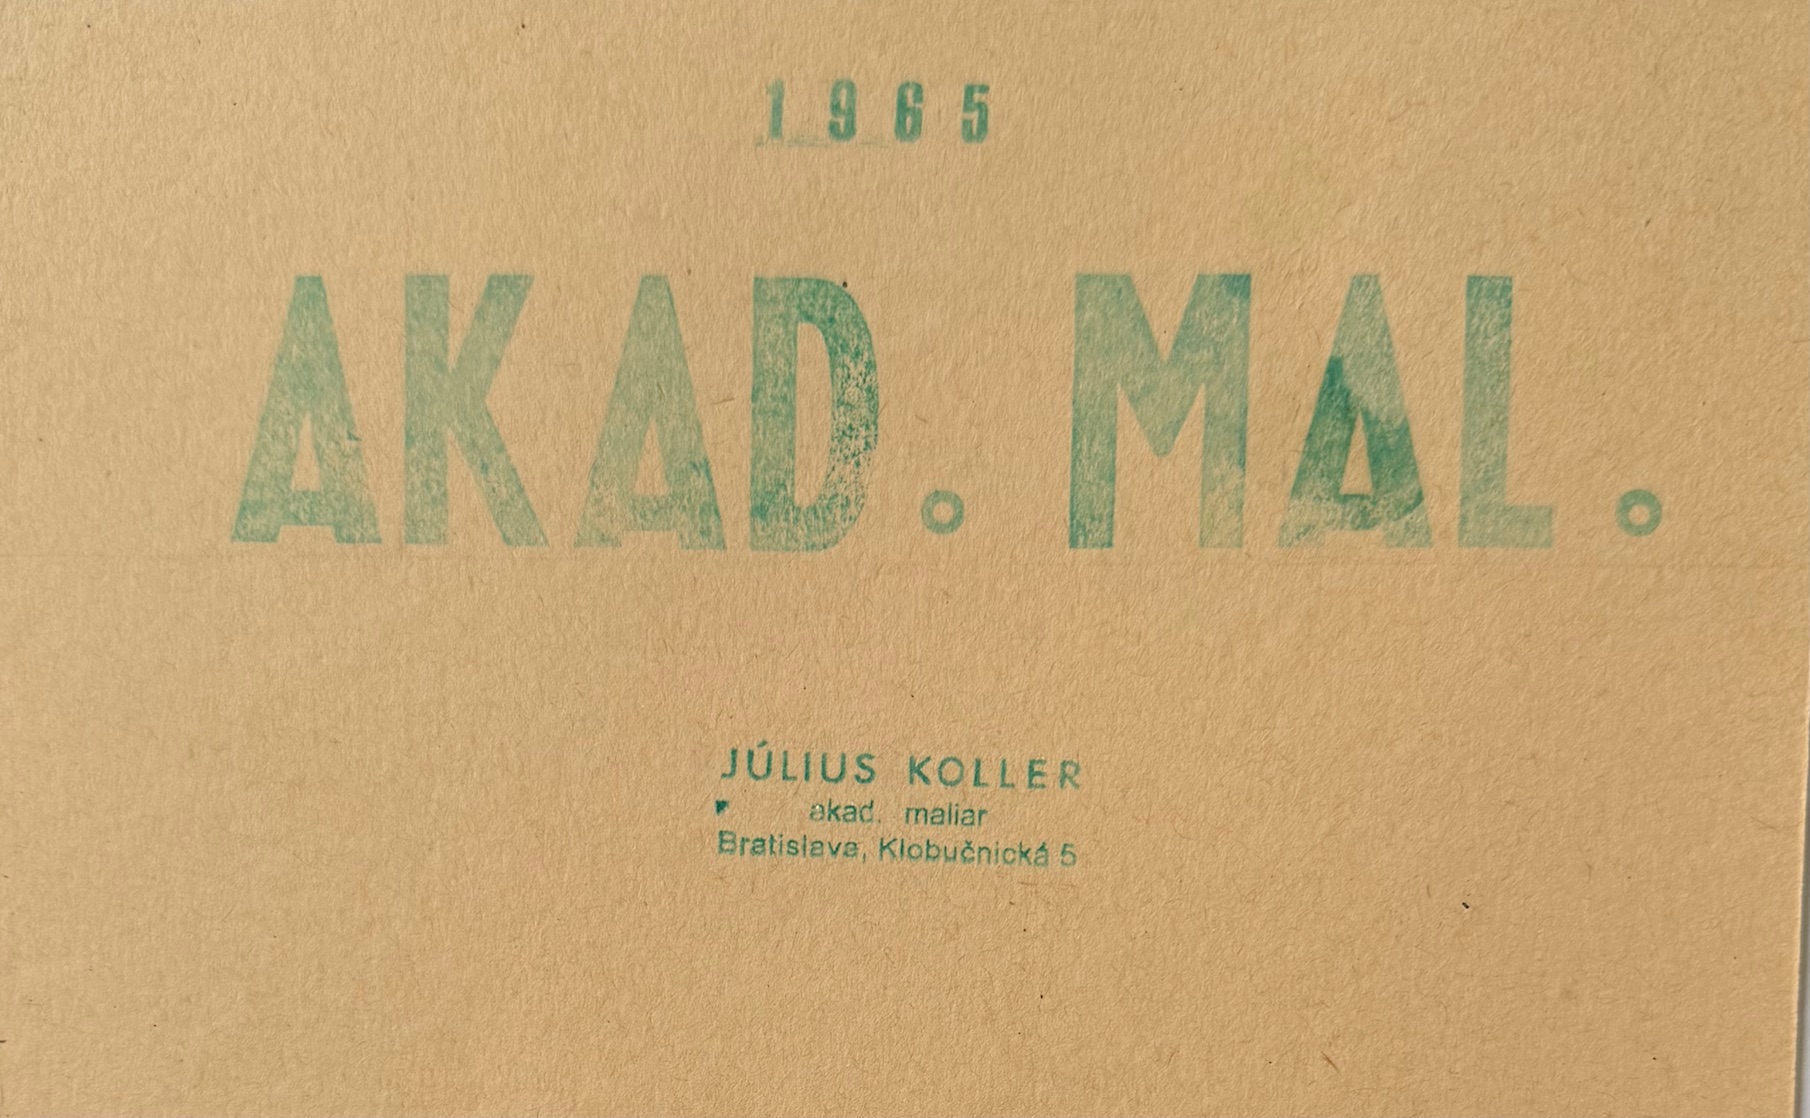 1965
AKAD. MAL.
JÚLIUS KOLLER
akad. maliar
Bratislava, Klobučnická 5